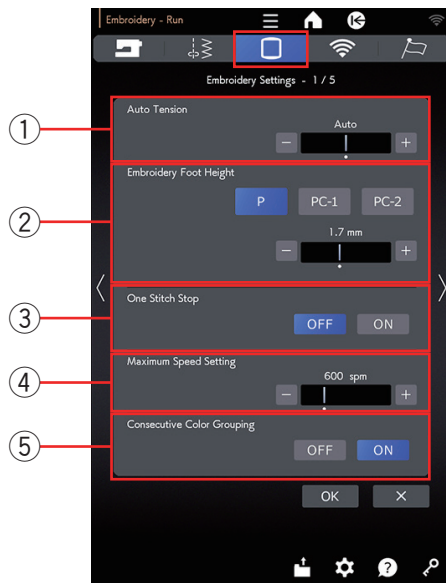 Embroidery - Run
Embroidery Settings - 1 / 5
1
Auto Tension
Auto
− +
2
Embroidery Foot Height
P PC-1 PC-2
1.7 mm
− +
3
One Stitch Stop
OFF ON
4
Maximum Speed Setting
600 spm
− +
5
Consecutive Color Grouping
OFF ON
OK X
?